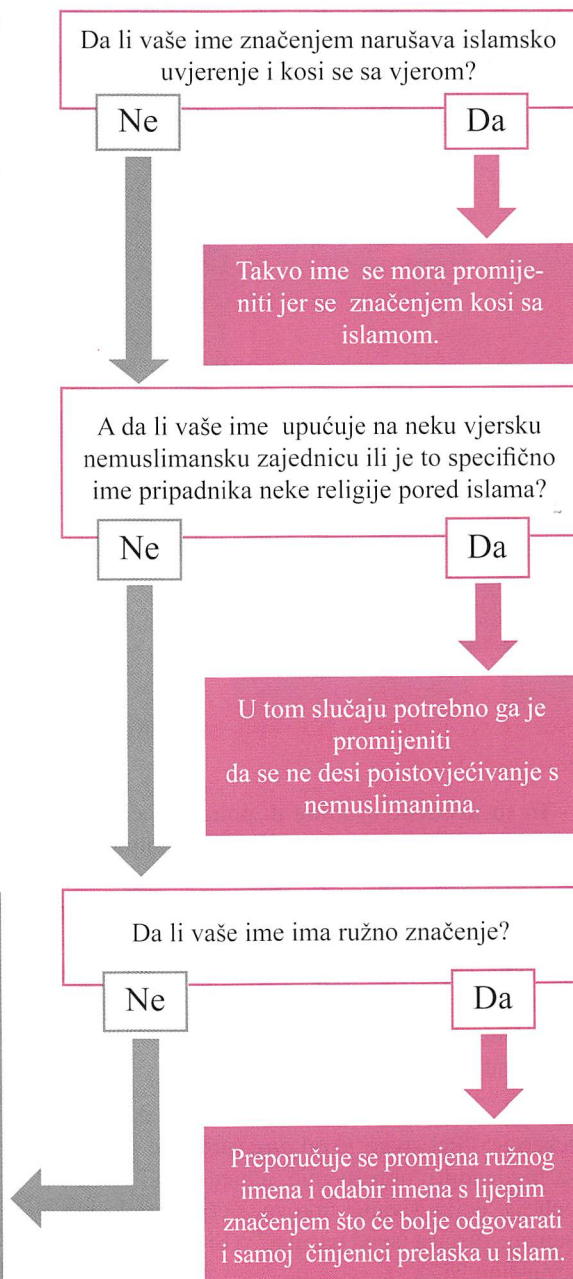 Da li vaše ime značenjem narušava islamsko
uvjerenje i kosi se sa vjerom?
Ne
Da
Takvo ime se mora promije-
niti jer se značenjem kosi sa
islamom.
A da li vaše ime upućuje na neku vjersku
nemuslimansku zajednicu ili je to specifično
ime pripadnika neke religije pored islama?
Ne
Da
U tom slučaju potrebno ga je
promijeniti
da se ne desi poistovjećivanje s
nemuslimanima.
Da li vaše ime ima ružno značenje?
Ne
Da
Preporučuje se promjena ružnog
imena i odabir imena s lijepim
značenjem što će bolje odgovarati
i samoj činjenici prelaska u islam.